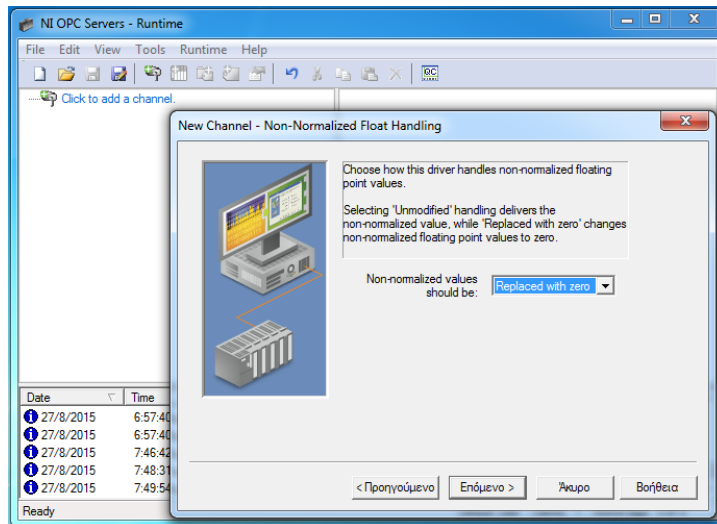 NI OPC Servers - Runtime
File Edit View Tools Runtime Help
QC
Click to add a channel.
New Channel - Non-Normalized Float Handling
Choose how this driver handles non-normalized floating
point values.
Selecting 'Unmodified' handling delivers the
non-normalized value, while 'Replaced with zero' changes
non-normalized floating point values to zero.
Non-normalized values
should be:
Replaced with zero
Date Time
27/8/2015 6:57:40
27/8/2015 6:57:40
27/8/2015 7:46:42
27/8/2015 7:48:31
27/8/2015 7:49:54
< Προηγούμενο Επόμενο > Άκυρο Βοήθεια
Ready